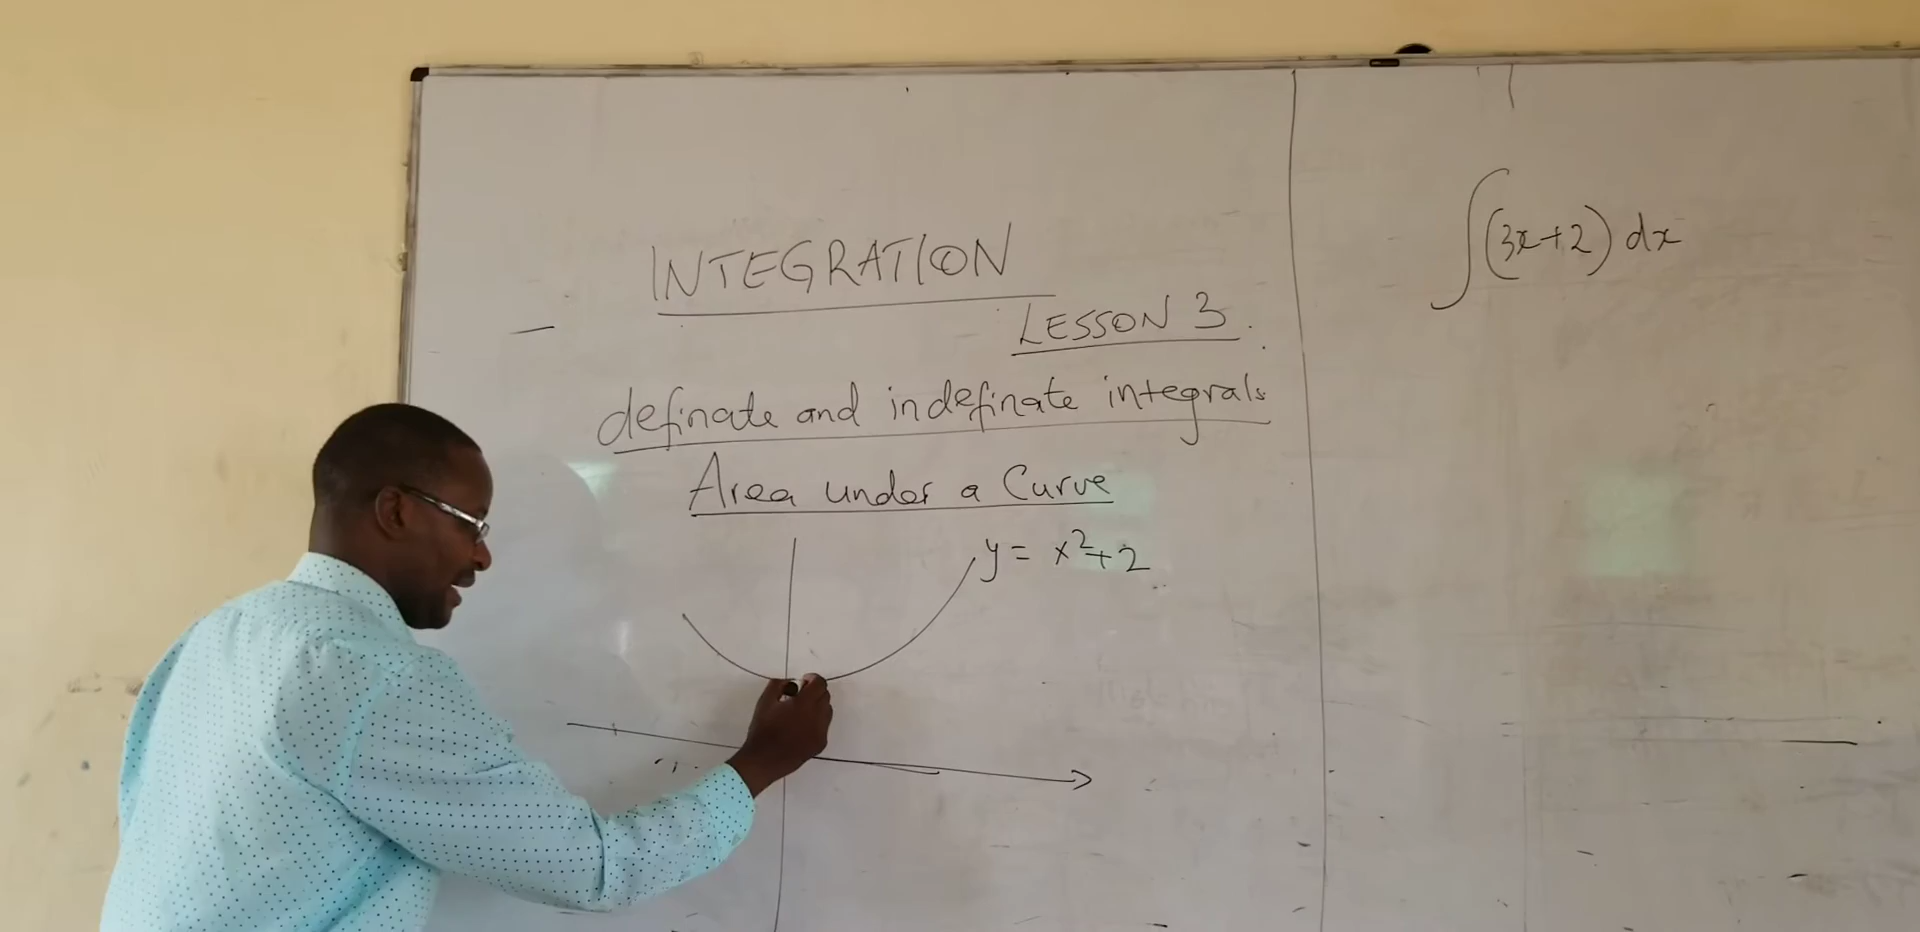 INTEGRATION
LESSON 3.
definate and indefinate integrals
Area under a Curve
y = x²+2
∫(3x+2) dx